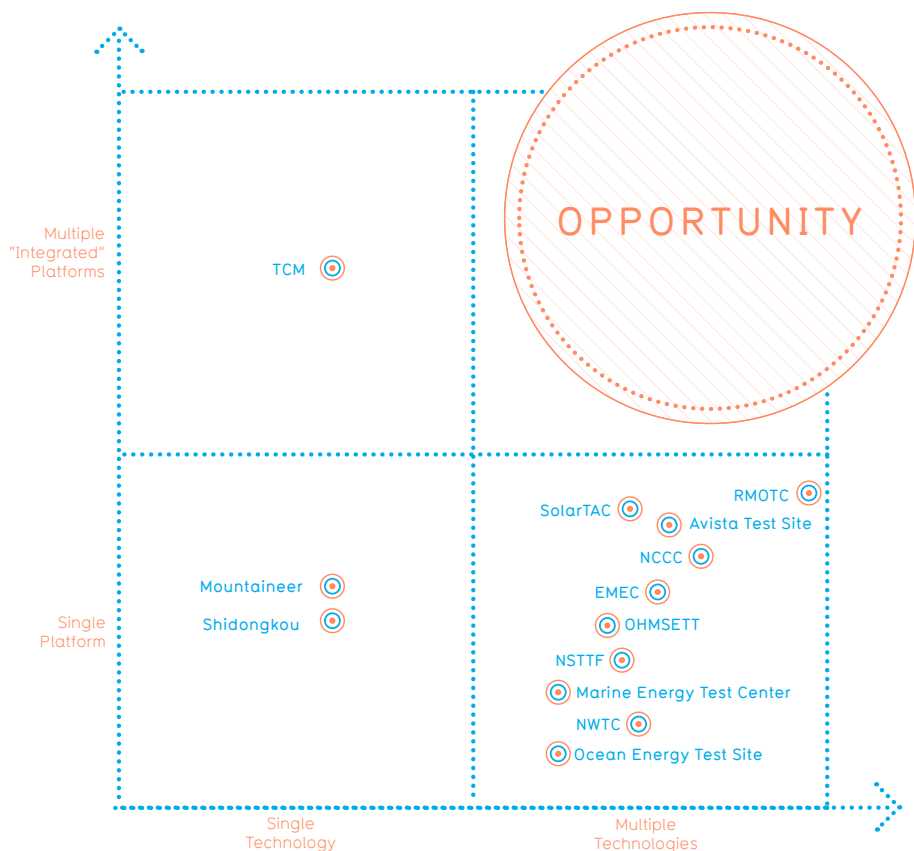 OPPORTUNITY
Multiple
"Integrated"
Platforms
TCM
RMOTC
SolarTAC
Avista Test Site
NCCC
Mountaineer
EMEC
Shidongkou
OHMSETT
Single
Platform
NSTTF
Marine Energy Test Center
NWTC
Ocean Energy Test Site
Single
Technology
Multiple
Technologies